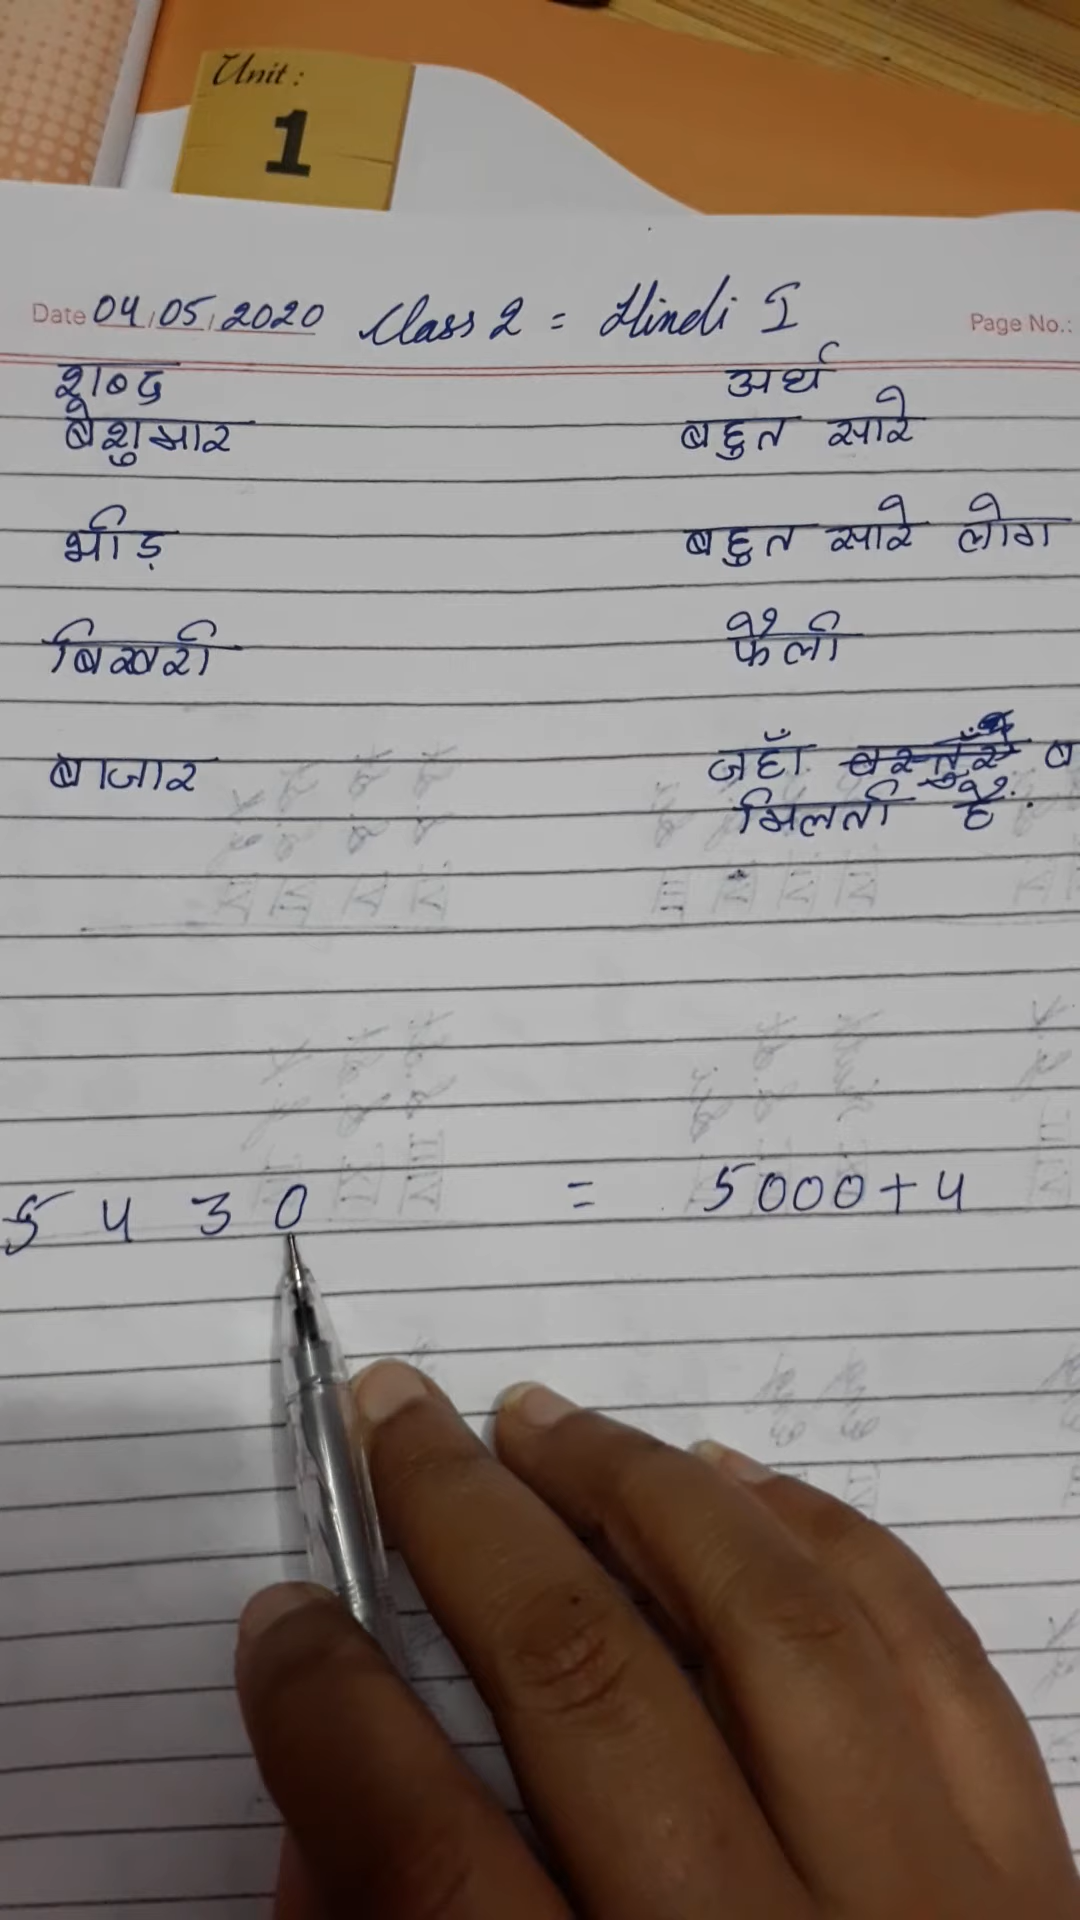 Unit:
1
Date 04/05/2020 Class 2 = Hindi I Page No.:
शब्द अर्थ
बेशुमार बहुत सारे
भीड़ बहुत सारे लोग
बिखरी फैली
बाजार जहाँ
मिलती है.
5 4 3 0 = 5000+4